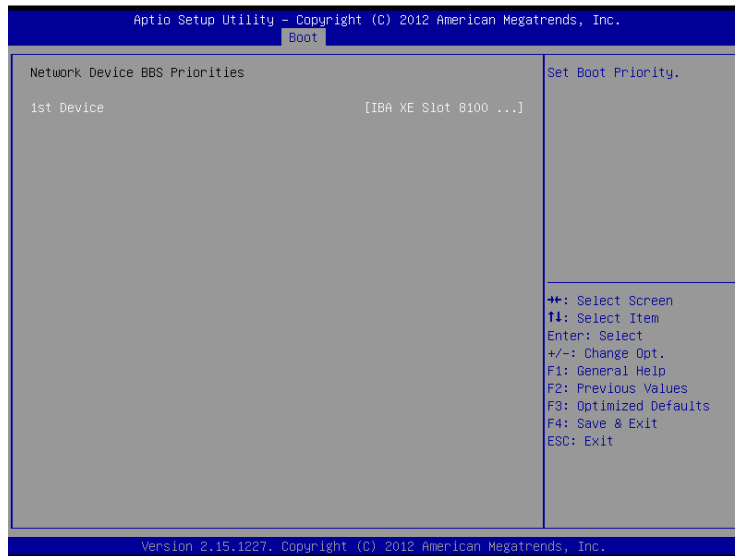 Aptio Setup Utility – Copyright (C) 2012 American Megatrends, Inc.
Boot
Network Device BBS Priorities
1st Device [IBA XE Slot 8100 ...]
Set Boot Priority.
→←: Select Screen
↑↓: Select Item
Enter: Select
+/-: Change Opt.
F1: General Help
F2: Previous Values
F3: Optimized Defaults
F4: Save & Exit
ESC: Exit
Version 2.15.1227. Copyright (C) 2012 American Megatrends, Inc.